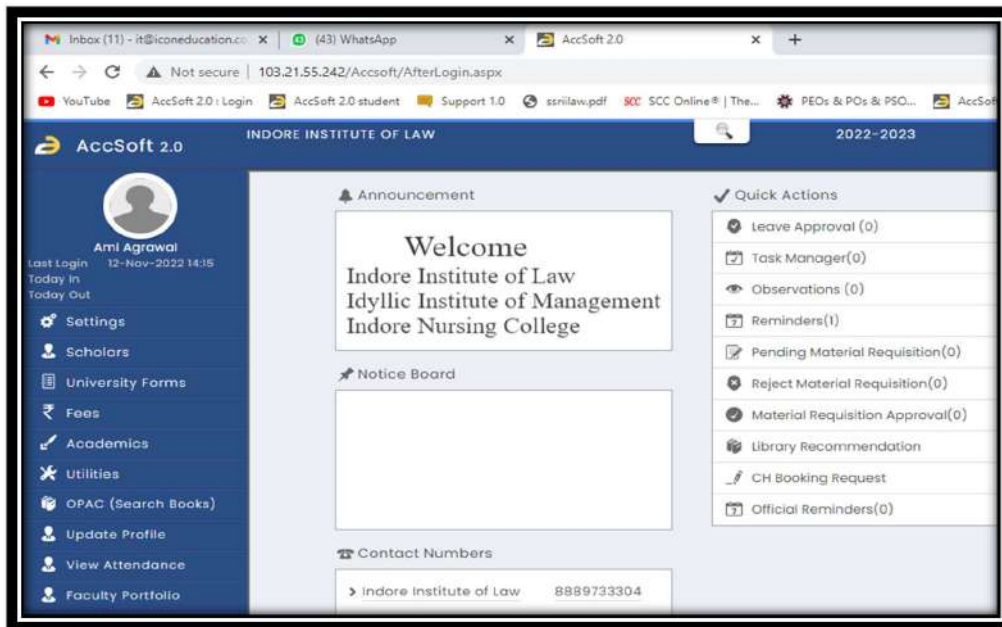 Inbox (11) - it@iconeducation.co
(43) WhatsApp
AccSoft 2.0
Not secure | 103.21.55.242/Accsoft/AfterLogin.aspx
YouTube AccSoft 2.0 : Login AccSoft 2.0 student Support 1.0 ssriilaw.pdf SCC SCC Online® | The... PEOs & POs & PSO... AccSof
AccSoft 2.0
INDORE INSTITUTE OF LAW
2022-2023
Ami Agrawal
Last Login 12-Nov-2022 14:15
Today In
Today Out
Settings
Scholars
University Forms
Fees
Academics
Utilities
OPAC (Search Books)
Update Profile
View Attendance
Faculty Portfolio
Announcement
Welcome
Indore Institute of Law
Idyllic Institute of Management
Indore Nursing College
Notice Board
Contact Numbers
Indore Institute of Law 8889733304
Quick Actions
Leave Approval (0)
Task Manager(0)
Observations (0)
Reminders(1)
Pending Material Requisition(0)
Reject Material Requisition(0)
Material Requisition Approval(0)
Library Recommendation
CH Booking Request
Official Reminders(0)